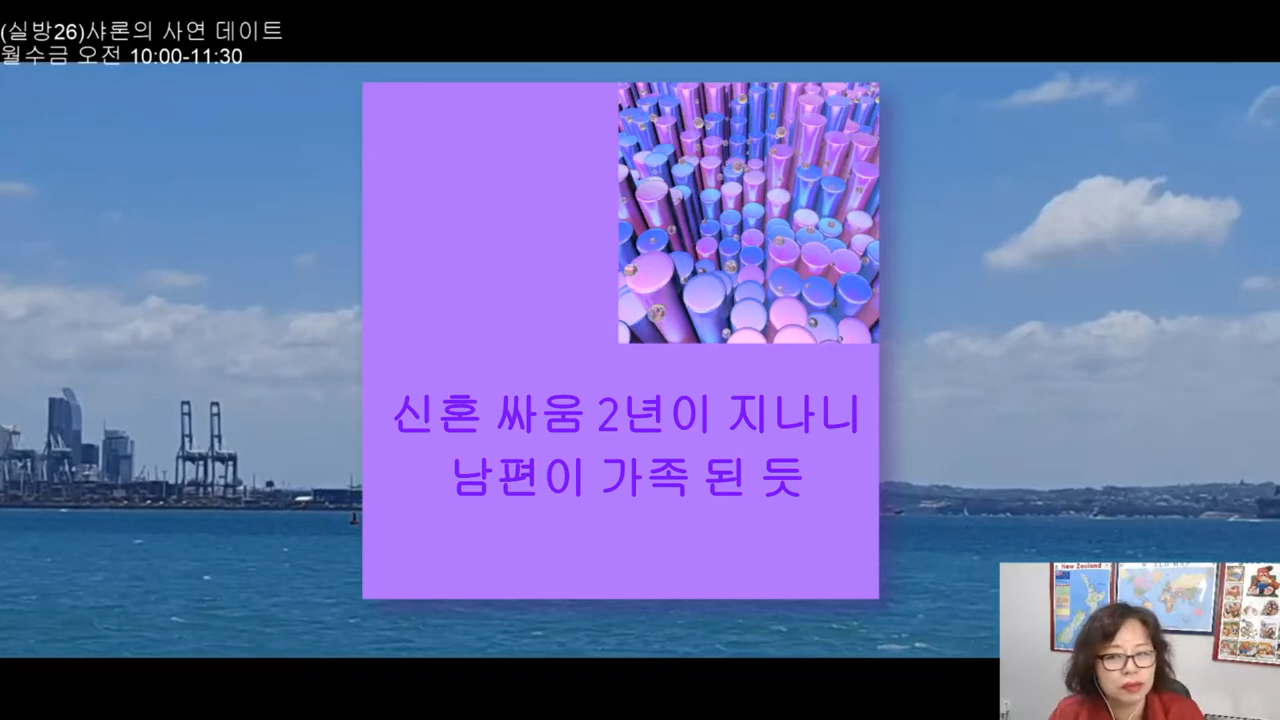 (실방26)샤론의 사연 데이트
월수금 오전 10:00-11:30
신혼 싸움 2년이 지나니
남편이 가족 된 듯
New Zealand